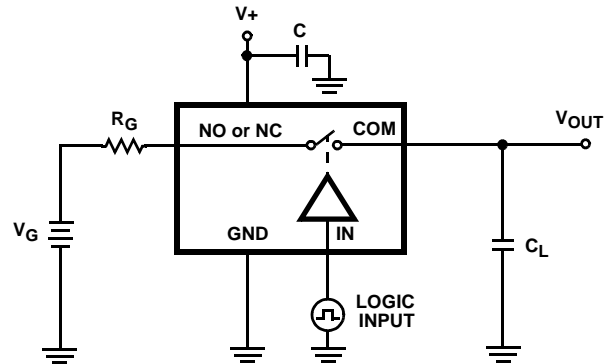 V+
C
RG
NO or NC
COM
VOUT
VG
GND
IN
CL
LOGIC
INPUT